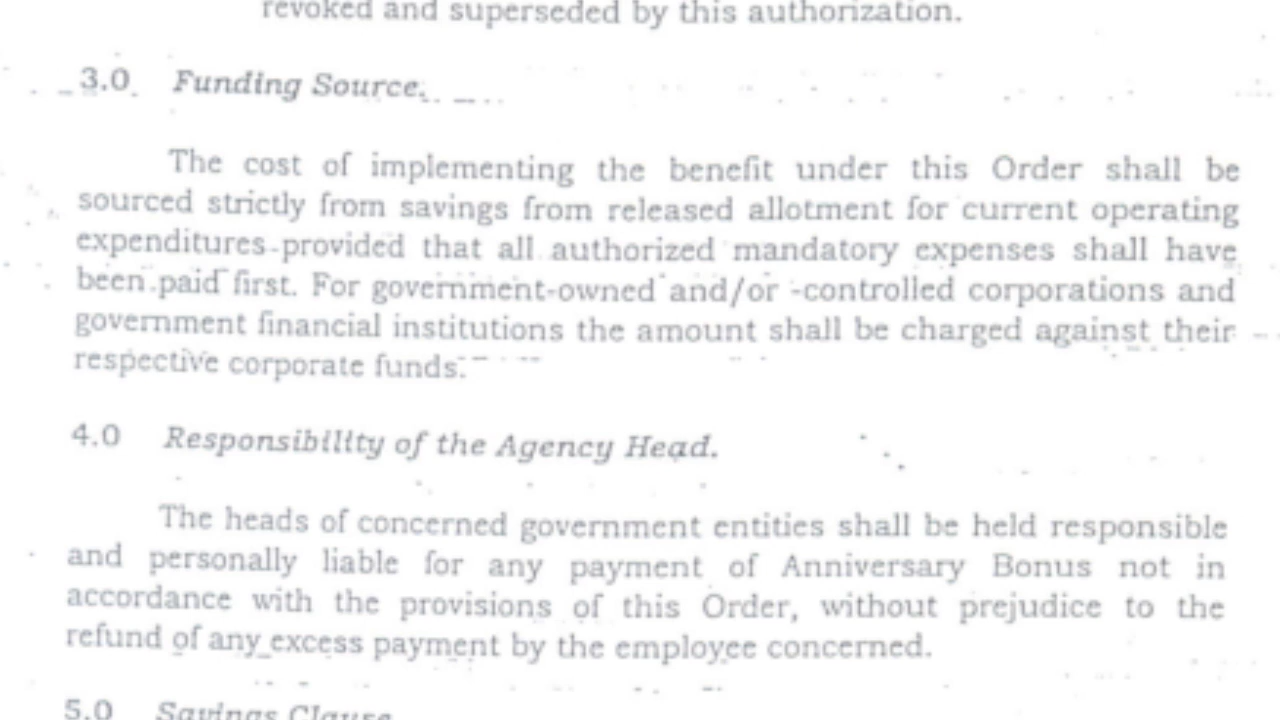 revoked and superseded by this authorization.
3.0 Funding Source.
The cost of implementing the benefit under this Order shall be
sourced strictly from savings from released allotment for current operating
expenditures provided that all authorized mandatory expenses shall have
been paid first. For government-owned and/or -controlled corporations and
government financial institutions the amount shall be charged against their
respective corporate funds.
4.0 Responsibility of the Agency Head.
The heads of concerned government entities shall be held responsible
and personally liable for any payment of Anniversary Bonus not in
accordance with the provisions of this Order, without prejudice to the
refund of any excess payment by the employee concerned.
5.0 Savings Clause